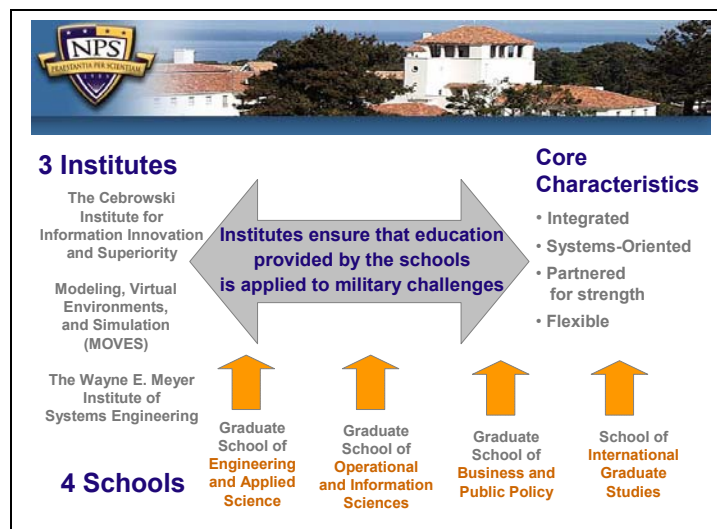 NPS
PRAESTANTIA PER SCIENTIAM
3 Institutes
The Cebrowski
Institute for
Information Innovation
and Superiority
Modeling, Virtual
Environments,
and Simulation
(MOVES)
The Wayne E. Meyer
Institute of
Systems Engineering
Institutes ensure that education
provided by the schools
is applied to military challenges
Core
Characteristics
• Integrated
• Systems-Oriented
• Partnered
for strength
• Flexible
4 Schools
Graduate
School of
Engineering
and Applied
Science
Graduate
School of
Operational
and Information
Sciences
Graduate
School of
Business and
Public Policy
School of
International
Graduate
Studies